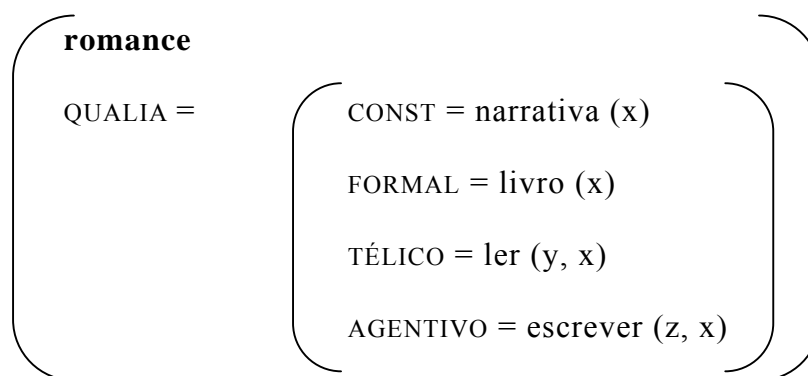 romance
QUALIA = CONST = narrativa (x)
FORMAL = livro (x)
TÉLICO = ler (y, x)
AGENTIVO = escrever (z, x)